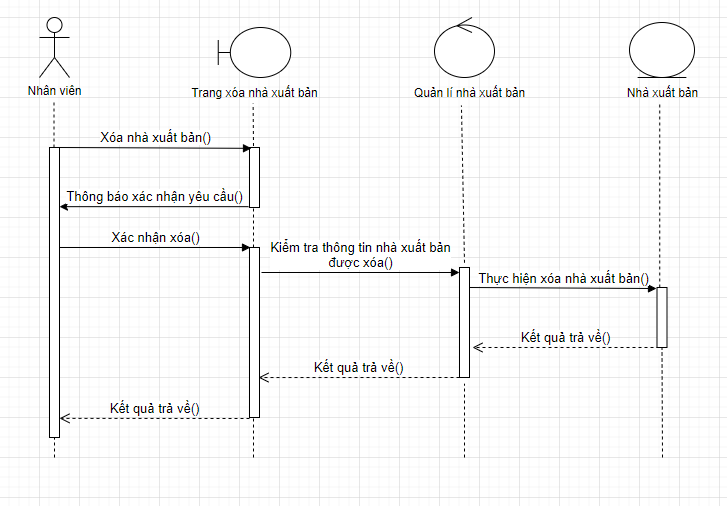 Nhân viên
Trang xóa nhà xuất bản
Quản lí nhà xuất bản
Nhà xuất bản
Xóa nhà xuất bản()
Thông báo xác nhận yêu cầu()
Xác nhận xóa()
Kiểm tra thông tin nhà xuất bản
được xóa()
Thực hiện xóa nhà xuất bản()
Kết quả trả về()
Kết quả trả về()
Kết quả trả về()